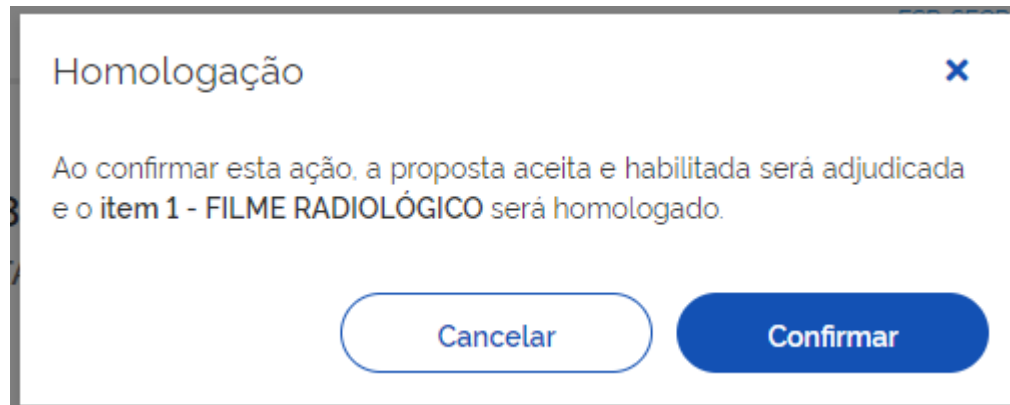 Homologação
Ao confirmar esta ação, a proposta aceita e habilitada será adjudicada
e o item 1 - FILME RADIOLÓGICO será homologado.
Cancelar
Confirmar